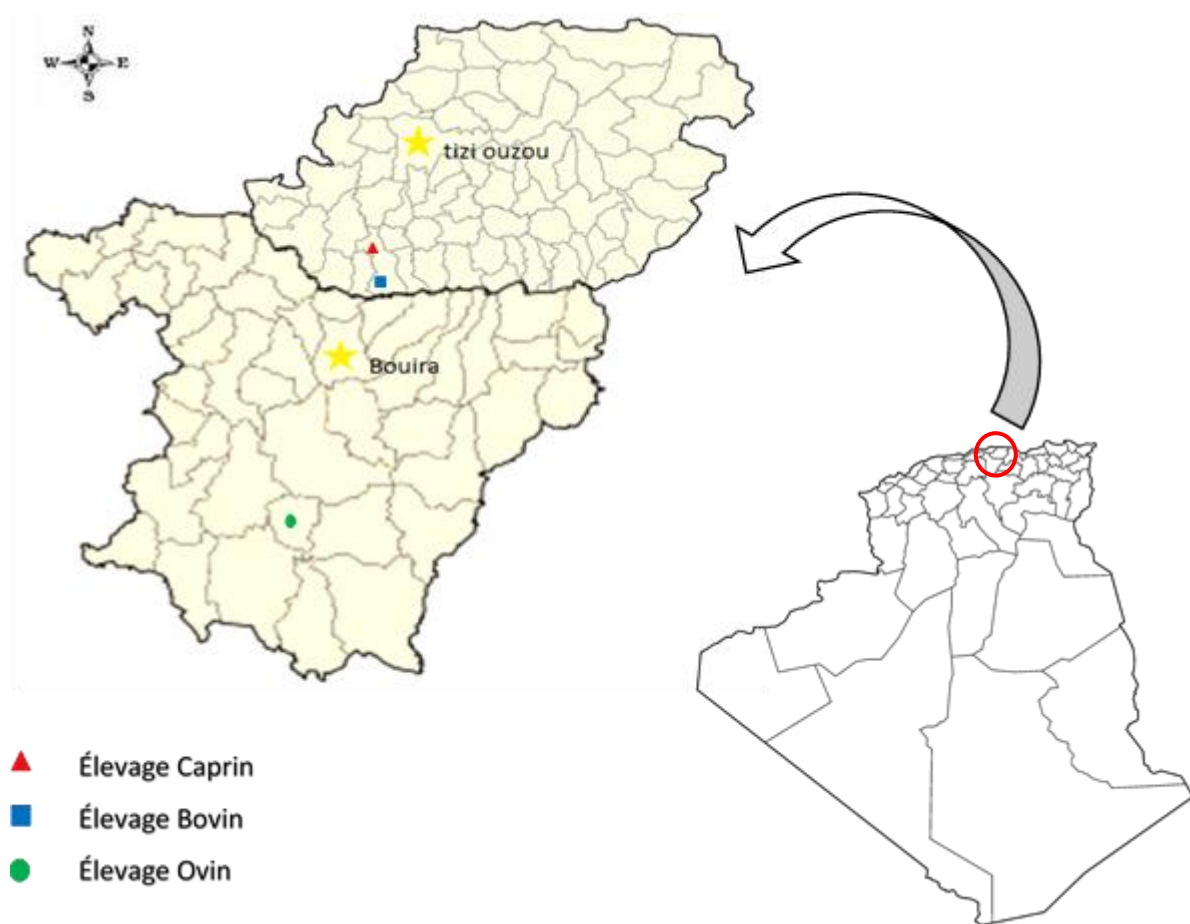 N
W E
S
tizi ouzou
Bouira
Élevage Caprin
Élevage Bovin
Élevage Ovin